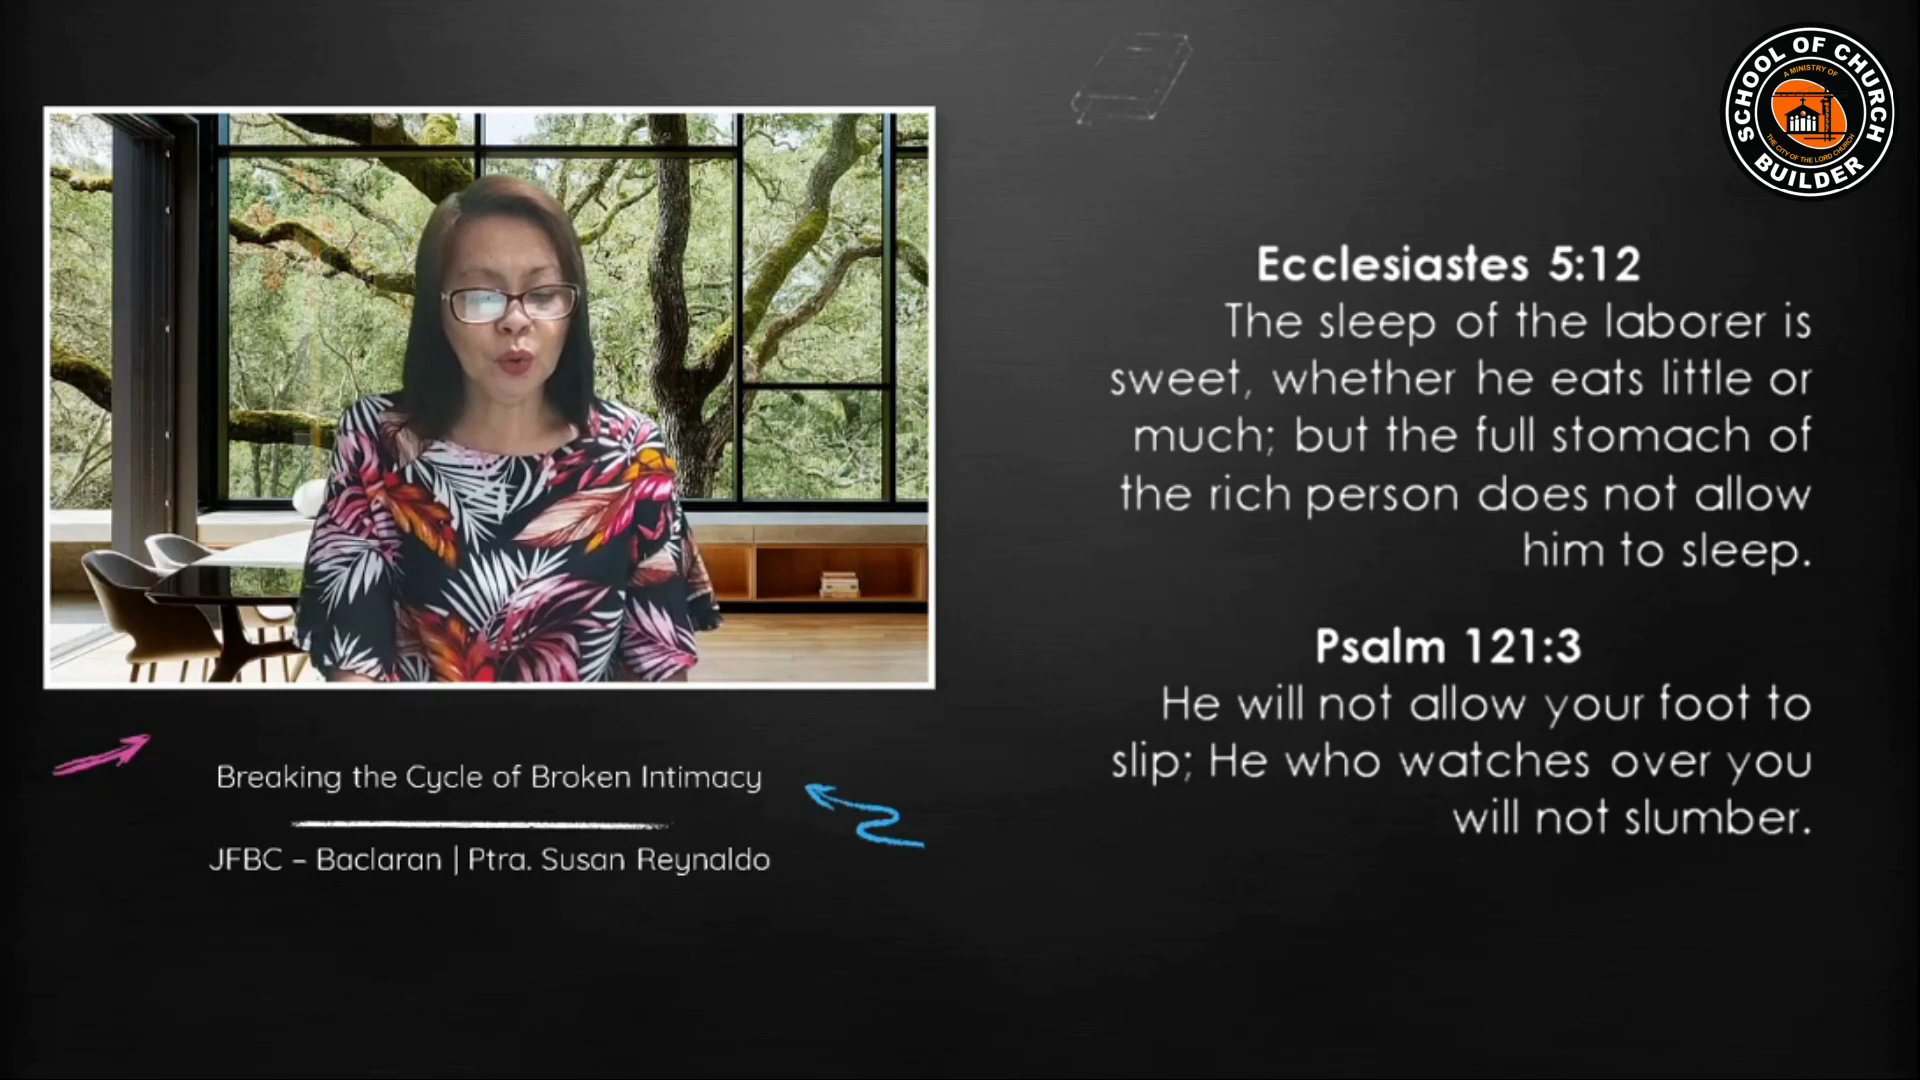 SCHOOL OF CHURCH
BUILDER
A MINISTRY OF
THE CITY OF THE LORD CHURCH
Ecclesiastes 5:12
The sleep of the laborer is
sweet, whether he eats little or
much; but the full stomach of
the rich person does not allow
him to sleep.
Psalm 121:3
He will not allow your foot to
slip; He who watches over you
will not slumber.
Breaking the Cycle of Broken Intimacy
JFBC – Baclaran | Ptra. Susan Reynaldo